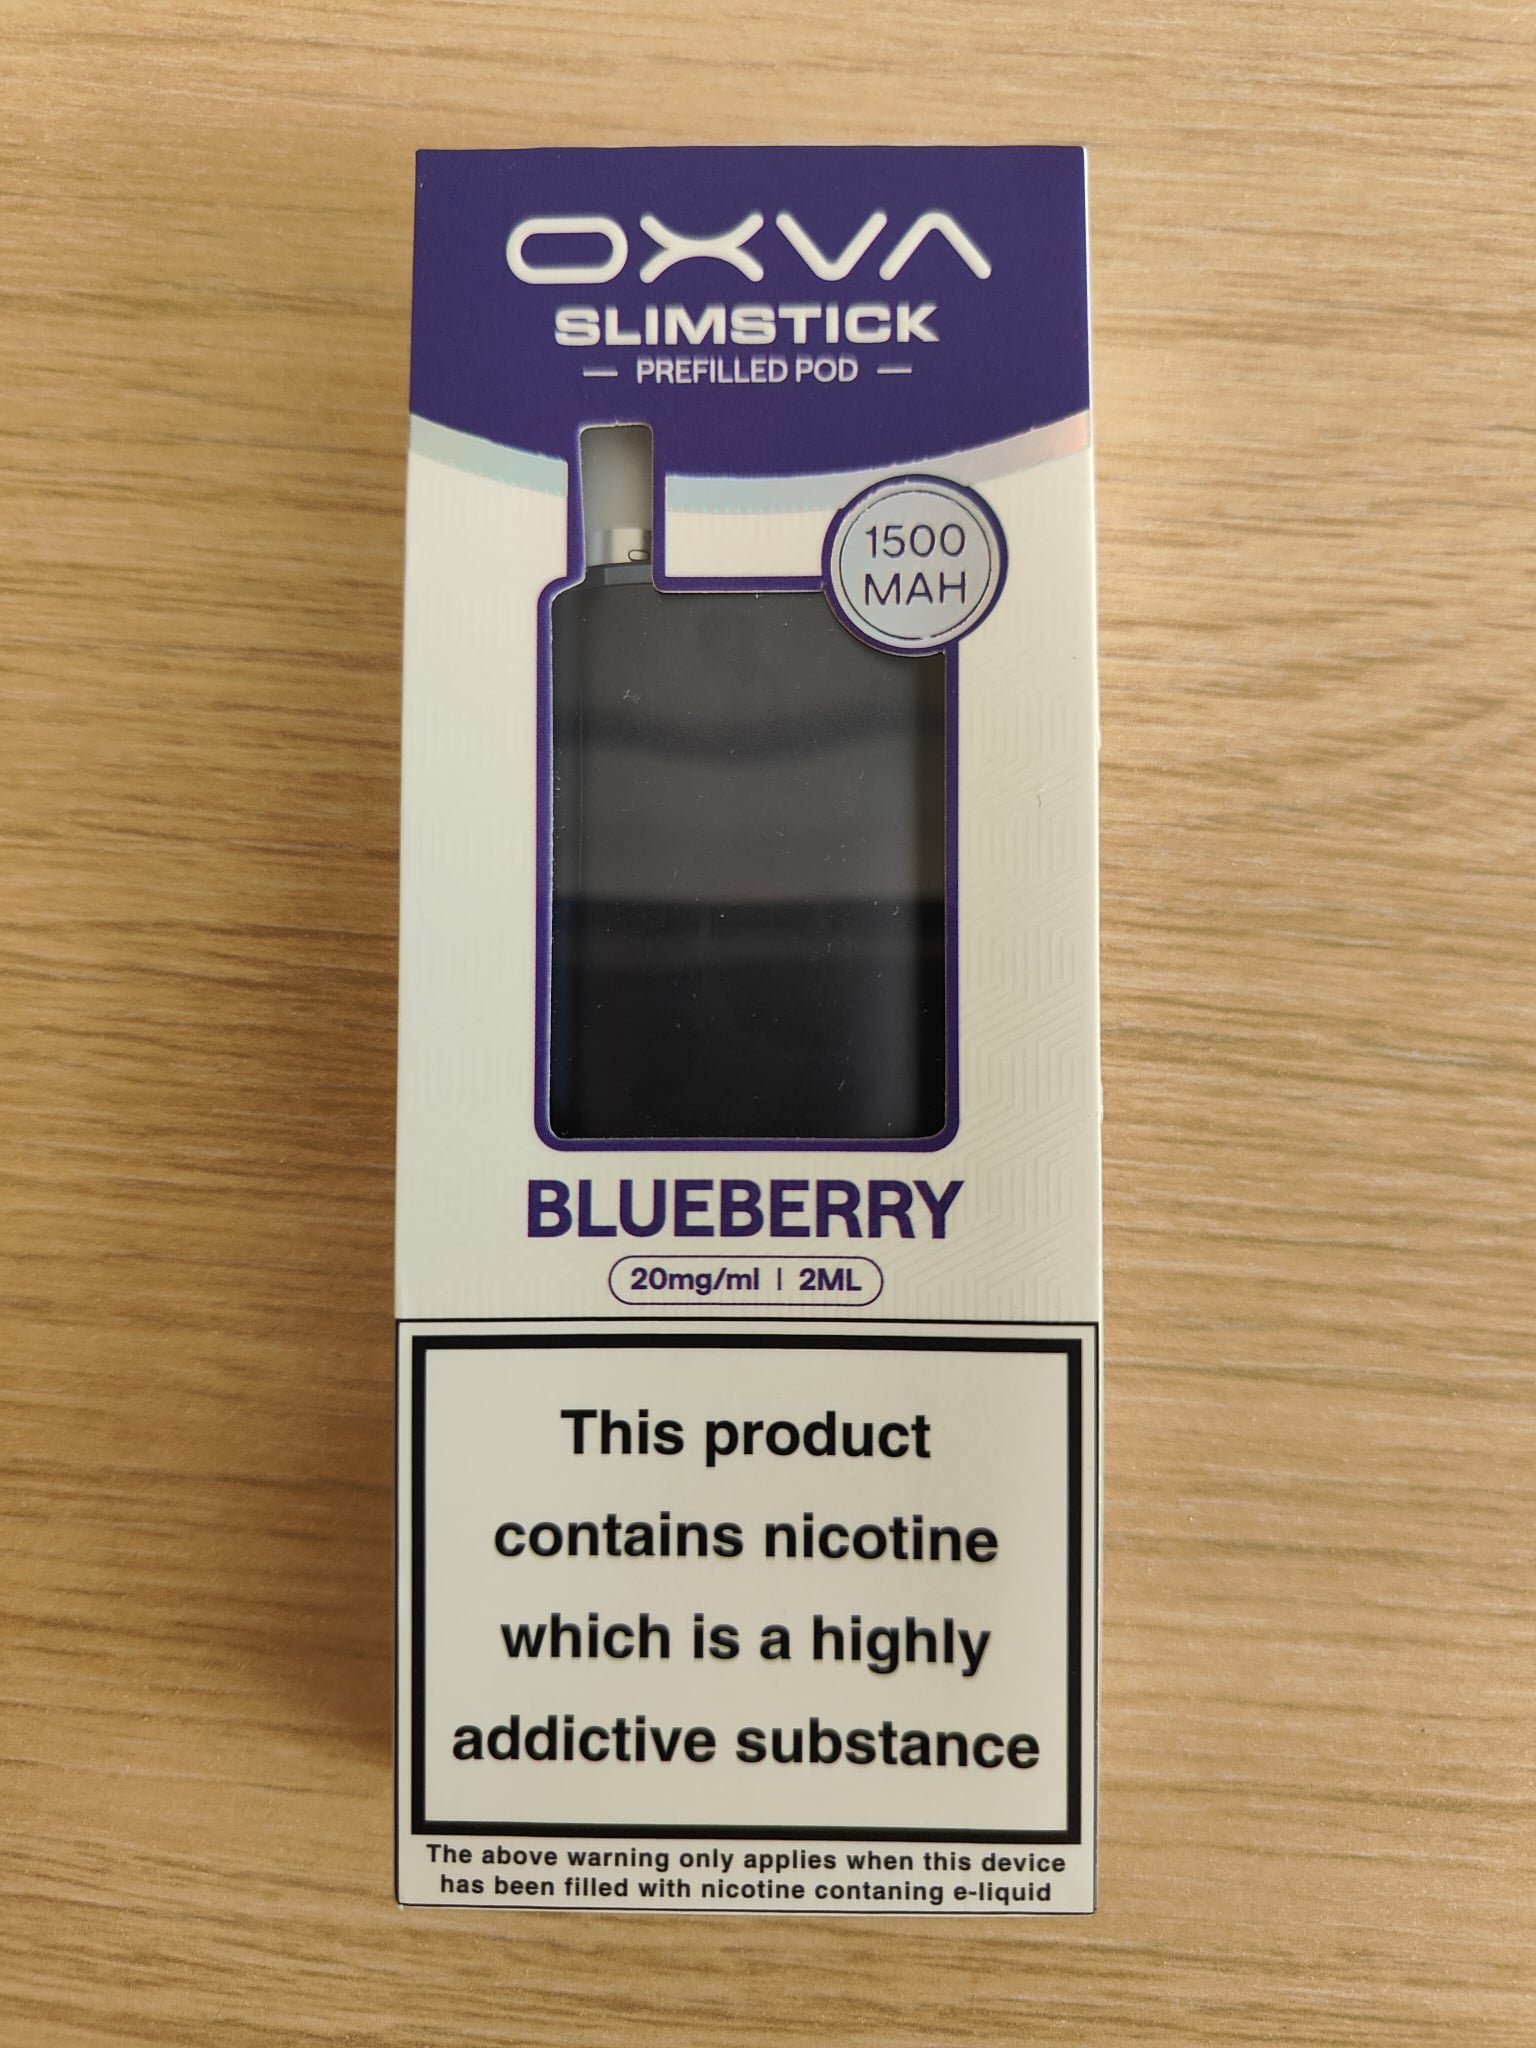 OXVA
SLIMSTICK
— PREFILLED POD —
1500
MAH
BLUEBERRY
20mg/ml | 2ML
This product
contains nicotine
which is a highly
addictive substance
The above warning only applies when this device
has been filled with nicotine contaning e-liquid